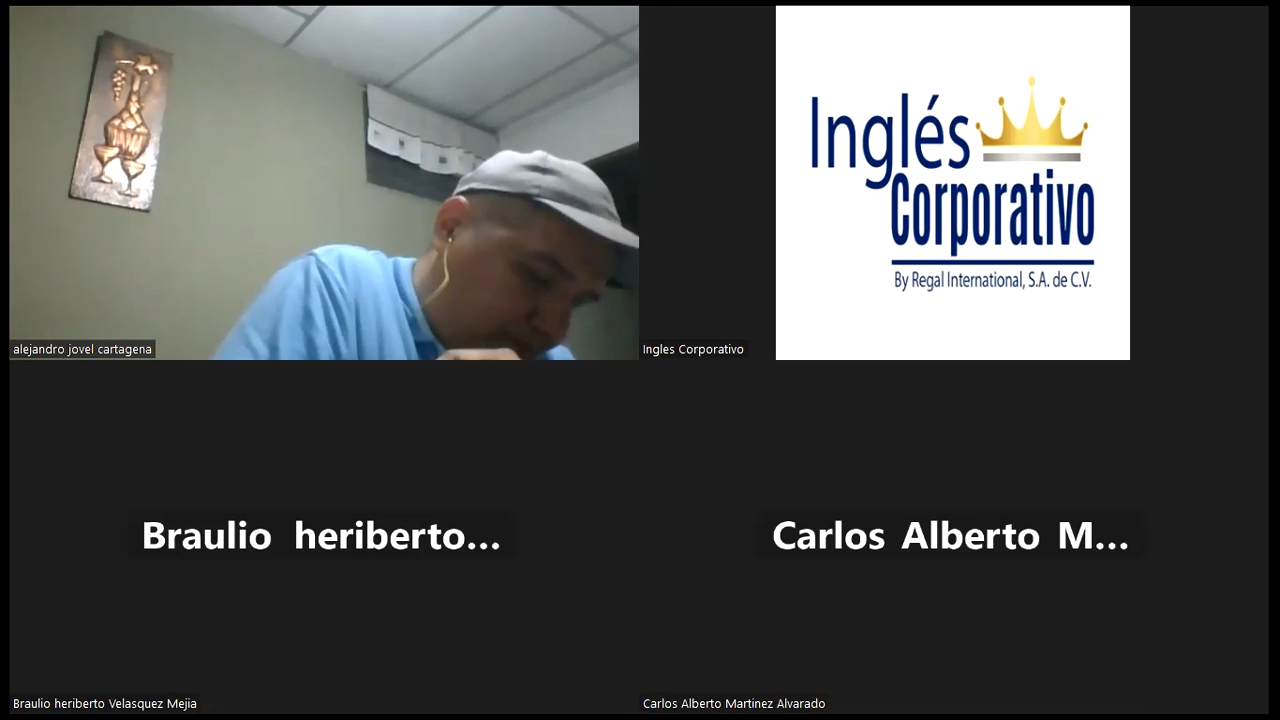 Inglés
Corporativo
By Regal International, S.A. de C.V.
alejandro jovel cartagena
Ingles Corporativo
Braulio heriberto...
Carlos Alberto M...
Braulio heriberto Velasquez Mejia
Carlos Alberto Martinez Alvarado